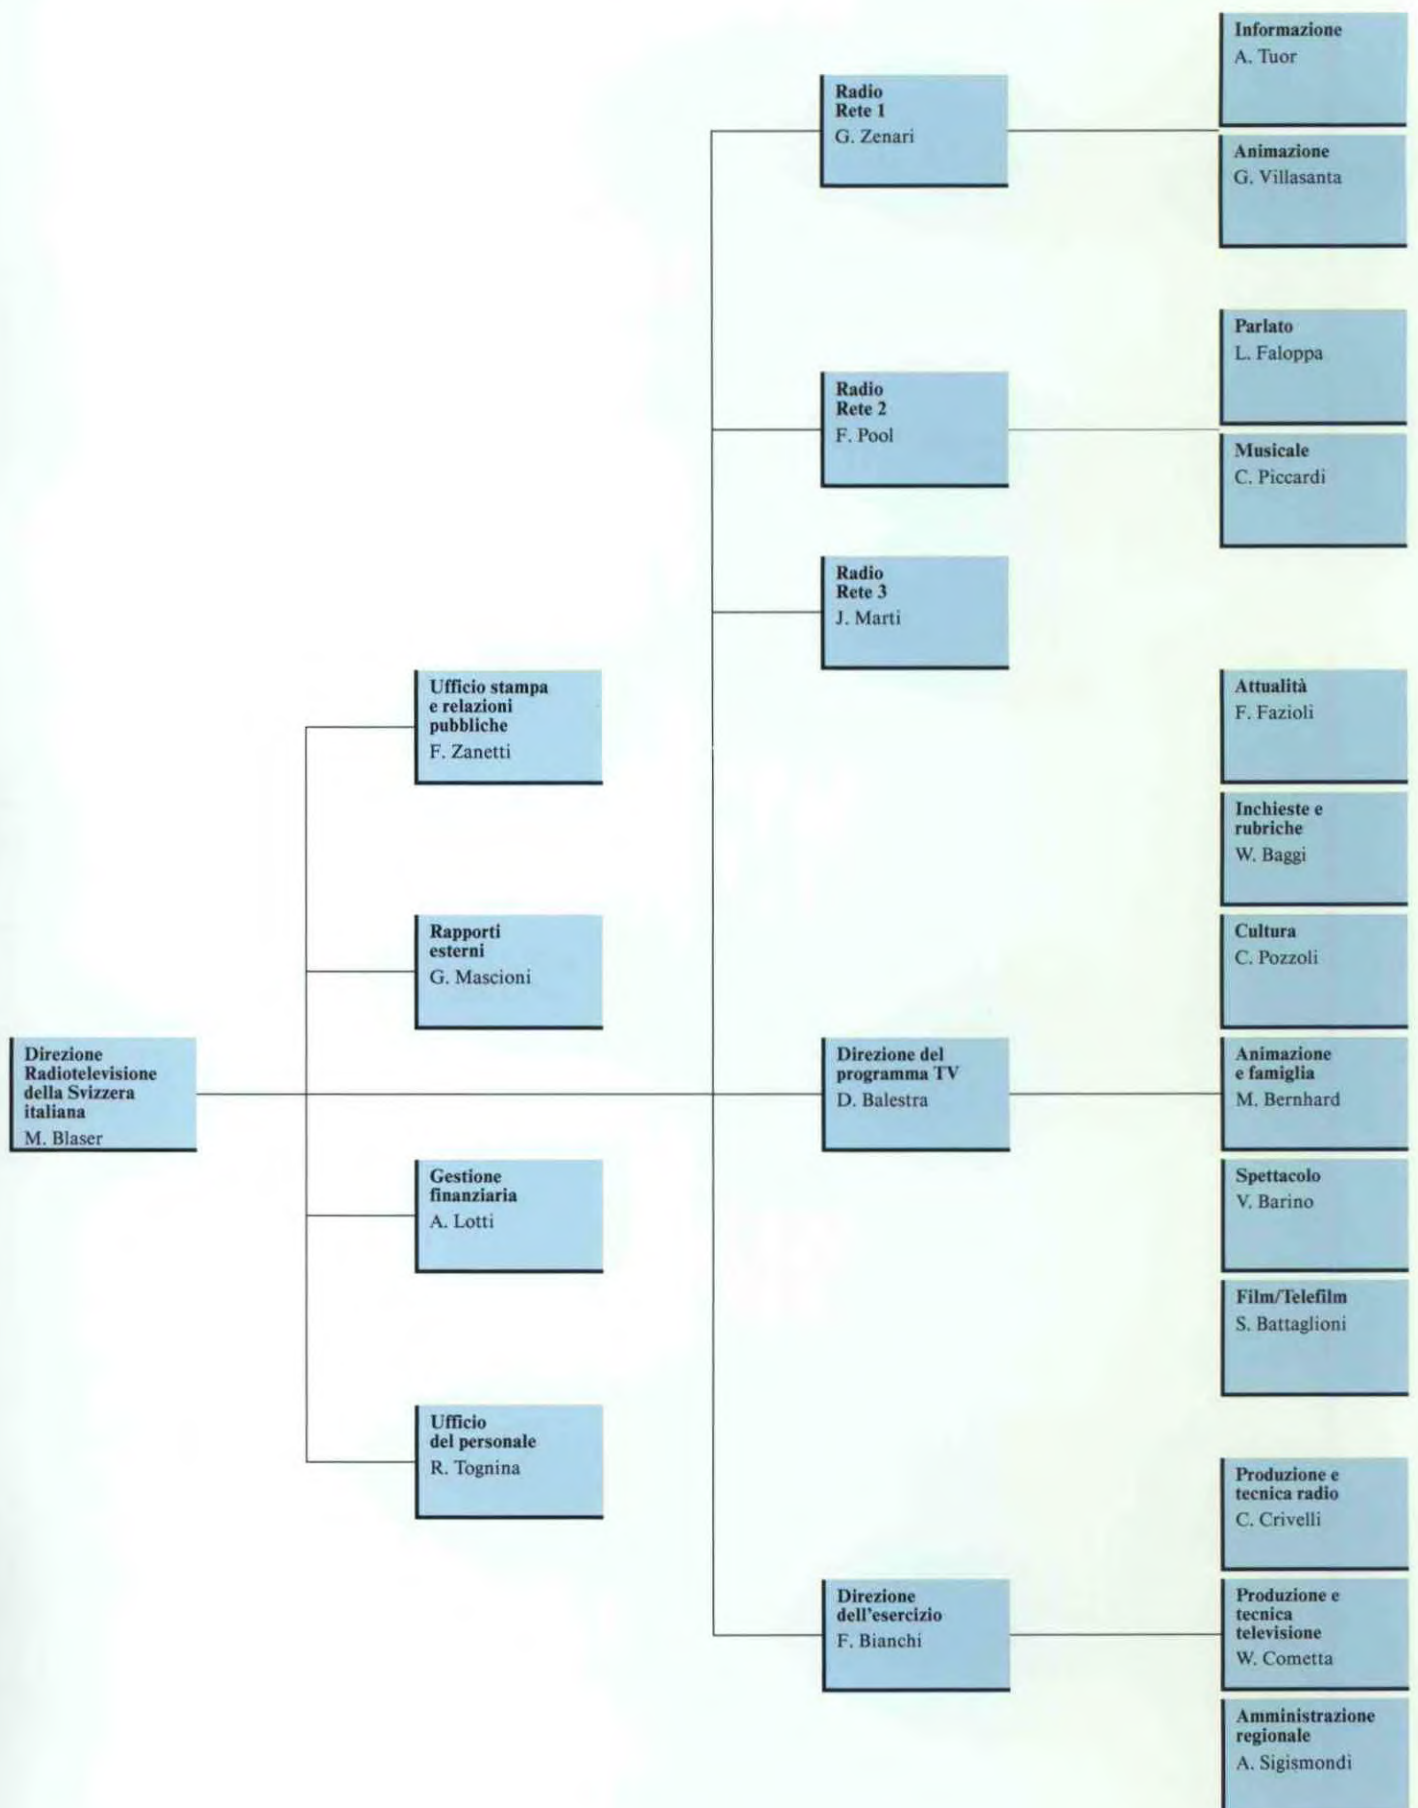 Direzione
Radiotelevisione
della Svizzera
italiana
M. Blaser
Ufficio stampa
e relazioni
pubbliche
F. Zanetti
Rapporti
esterni
G. Mascioni
Gestione
finanziaria
A. Lotti
Ufficio
del personale
R. Tognina
Radio
Rete 1
G. Zenari
Radio
Rete 2
F. Pool
Radio
Rete 3
J. Marti
Direzione del
programma TV
D. Balestra
Direzione
dell'esercizio
F. Bianchi
Informazione
A. Tuor
Animazione
G. Villasanta
Parlato
L. Faloppa
Musicale
C. Piccardi
Attualità
F. Fazioli
Inchieste e
rubriche
W. Baggi
Cultura
C. Pozzoli
Animazione
e famiglia
M. Bernhard
Spettacolo
V. Barino
Film/Telefilm
S. Battaglioni
Produzione e
tecnica radio
C. Crivelli
Produzione e
tecnica
televisione
W. Cometta
Amministrazione
regionale
A. Sigismondi